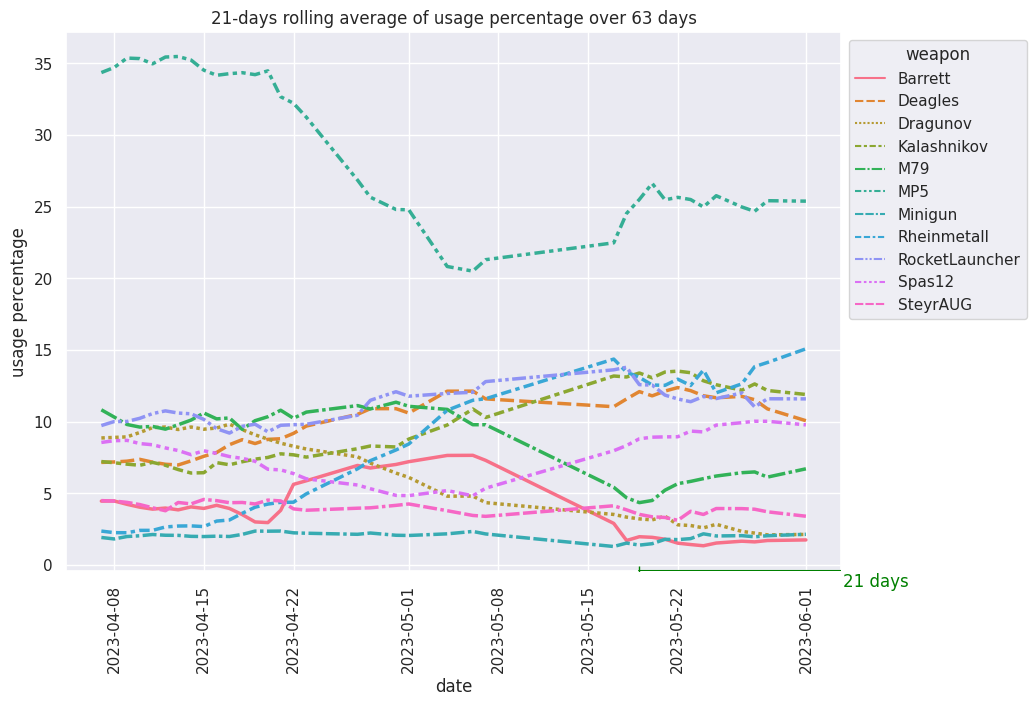 21-days rolling average of usage percentage over 63 days
usage percentage
35
30
25
20
15
10
5
0
2023-04-08
2023-04-15
2023-04-22
2023-05-01
2023-05-08
2023-05-15
2023-05-22
2023-06-01
date
21 days
weapon
Barrett
Deagles
Dragunov
Kalashnikov
M79
MP5
Minigun
Rheinmetall
RocketLauncher
Spas12
SteyrAUG